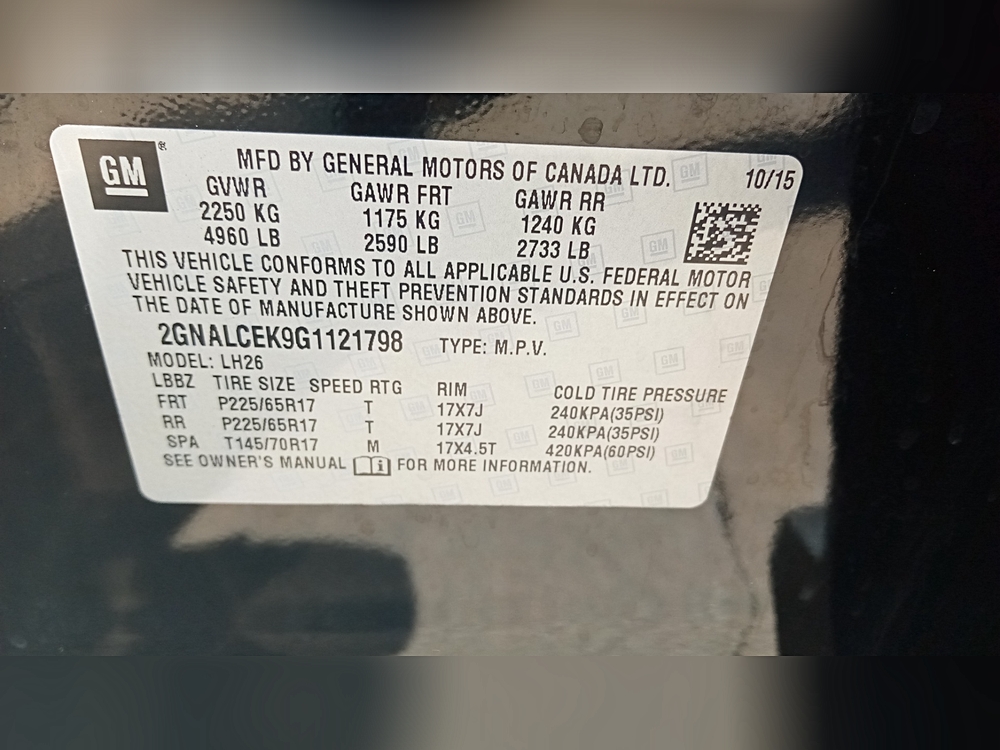 GM ®
MFD BY GENERAL MOTORS OF CANADA LTD. 10/15
GVWR GAWR FRT GAWR RR
2250 KG 1175 KG 1240 KG
4960 LB 2590 LB 2733 LB
THIS VEHICLE CONFORMS TO ALL APPLICABLE U.S. FEDERAL MOTOR
VEHICLE SAFETY AND THEFT PREVENTION STANDARDS IN EFFECT ON
THE DATE OF MANUFACTURE SHOWN ABOVE.
2GNALCEK9G1121798 TYPE: M.P.V.
MODEL: LH26
LBBZ TIRE SIZE SPEED RTG RIM COLD TIRE PRESSURE
FRT P225/65R17 T 17X7J 240KPA(35PSI)
RR P225/65R17 T 17X7J 240KPA(35PSI)
SPA T145/70R17 M 17X4.5T 420KPA(60PSI)
SEE OWNER'S MANUAL FOR MORE INFORMATION.